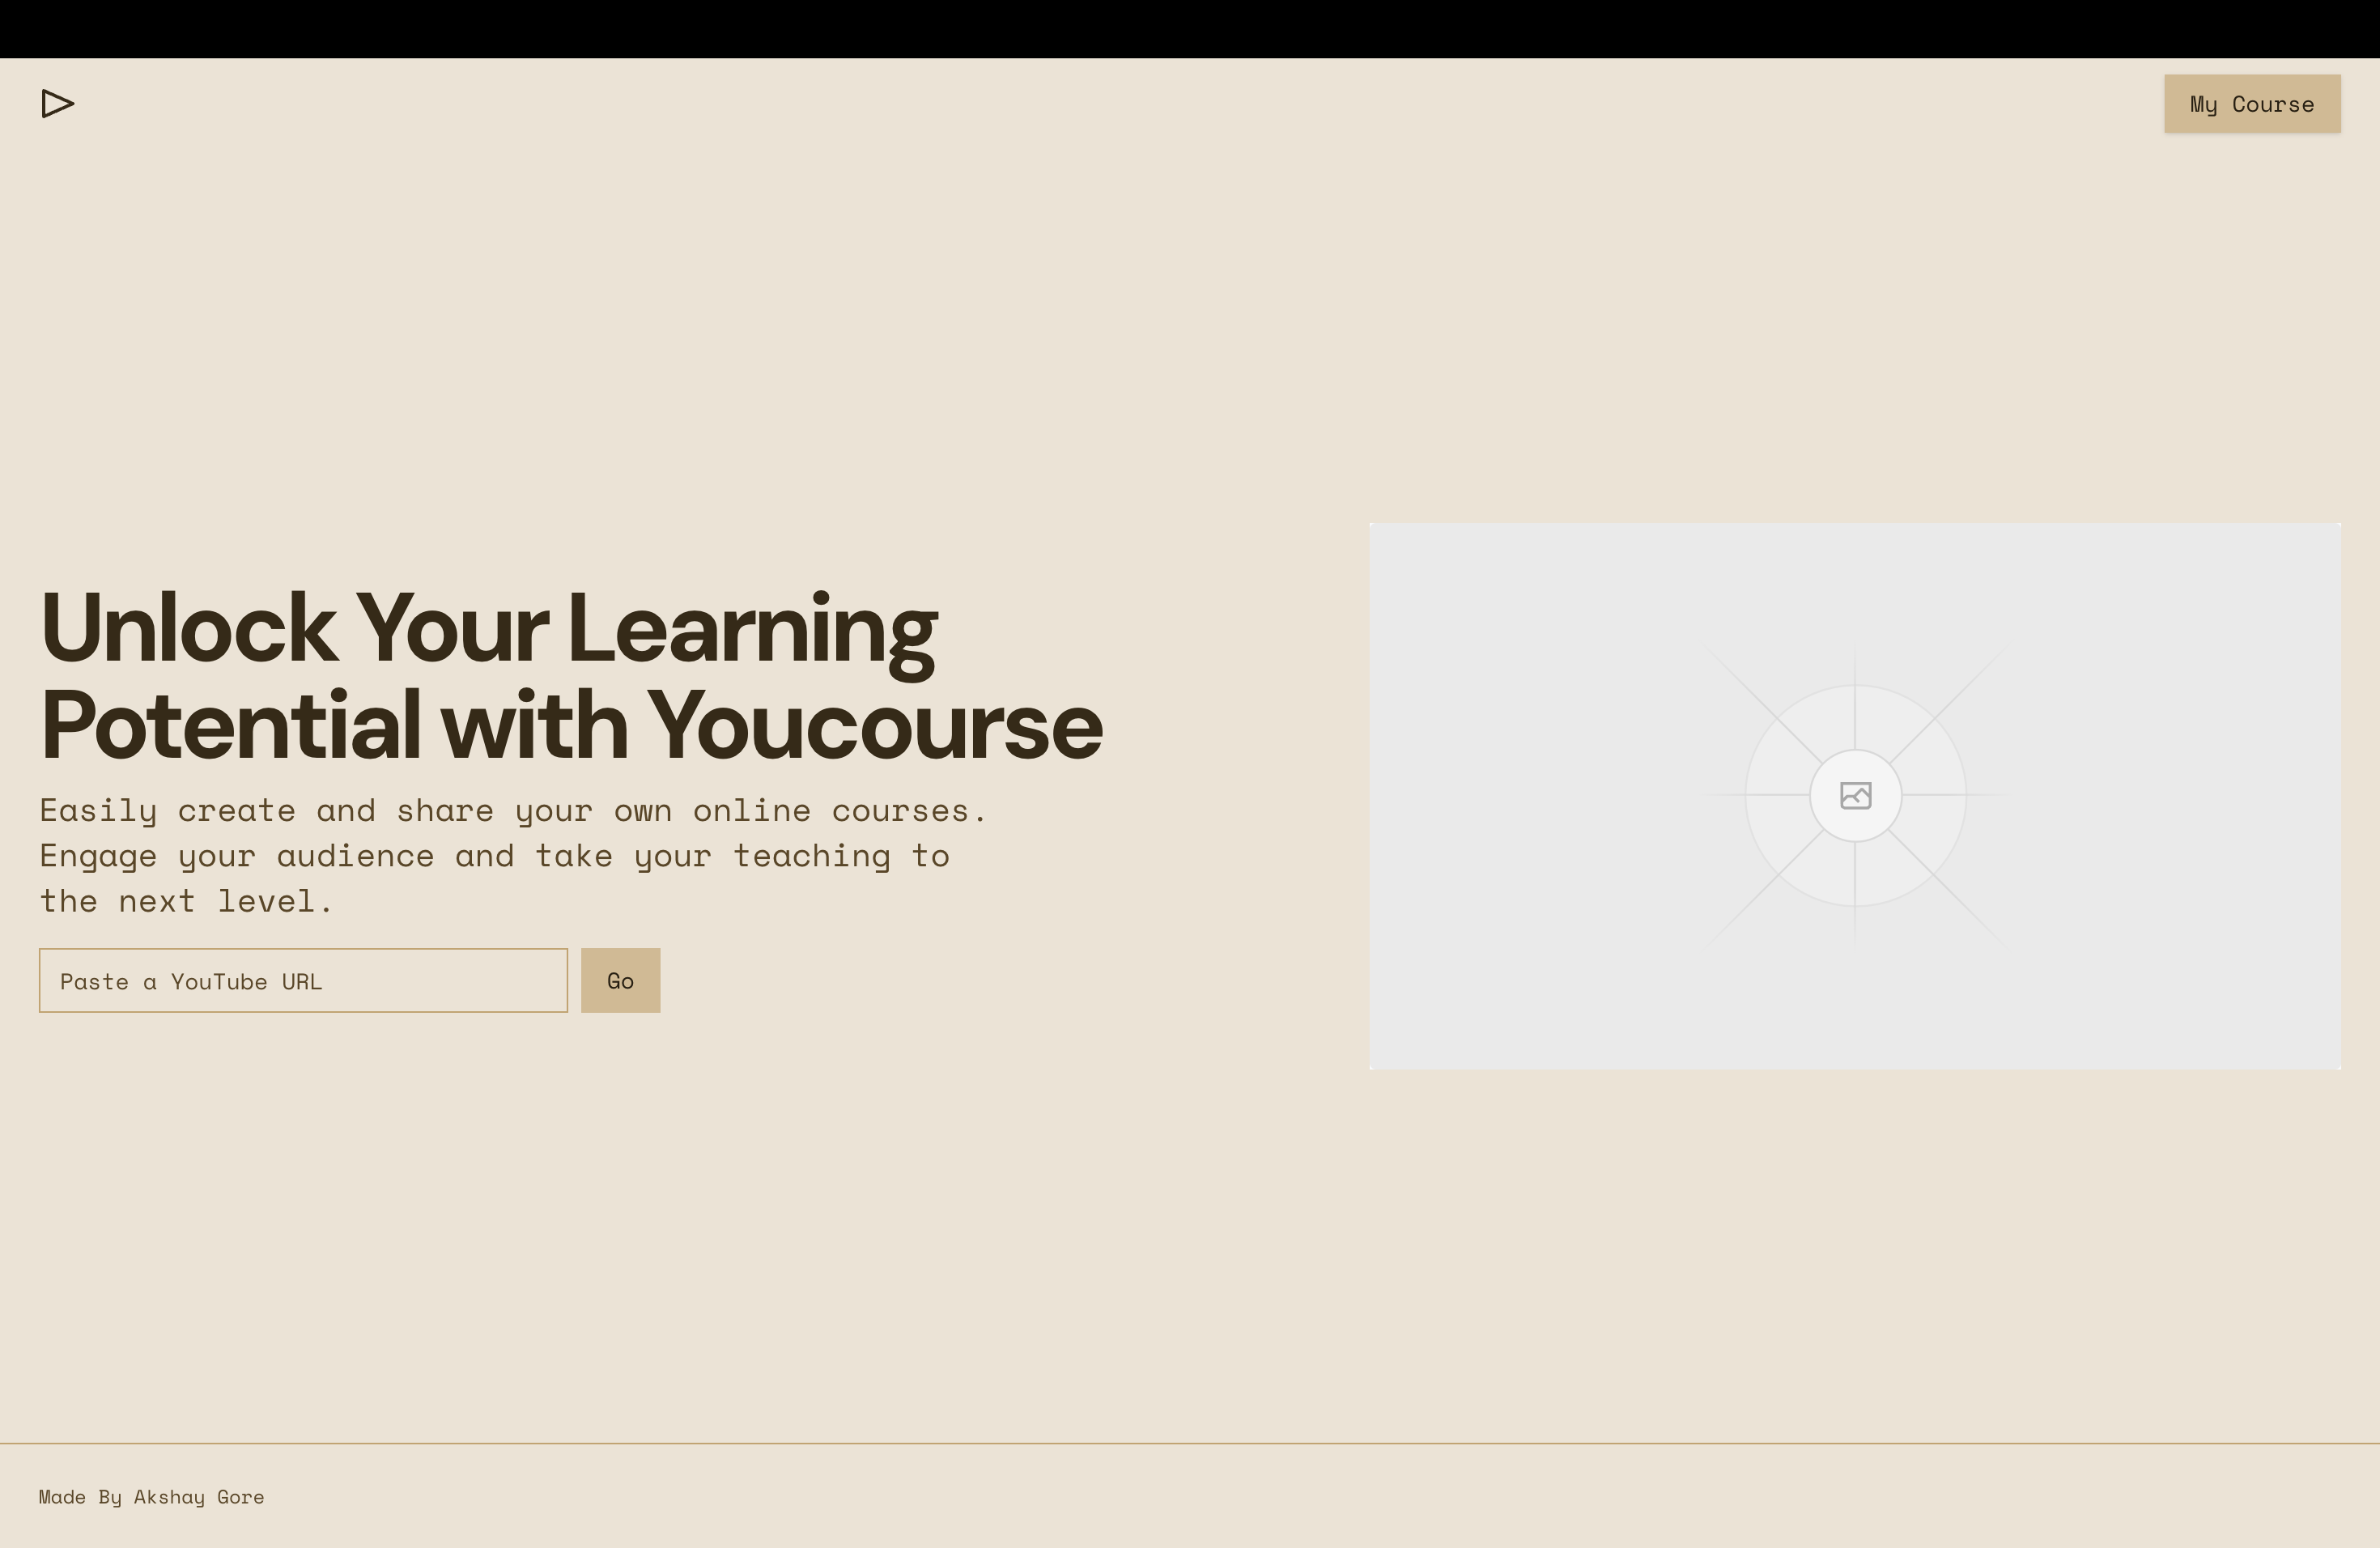 My Course
Unlock Your Learning
Potential with Youcourse
Easily create and share your own online courses.
Engage your audience and take your teaching to
the next level.
Paste a YouTube URL
Go
Made By Akshay Gore